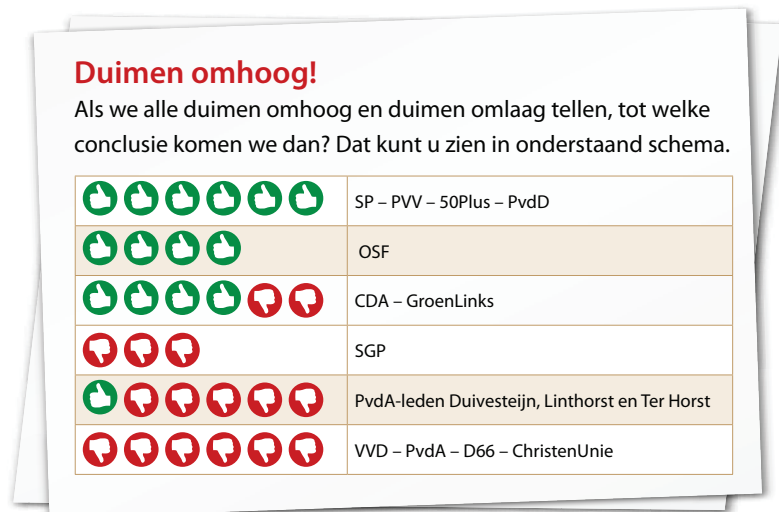 Duimen omhoog!
Als we alle duimen omhoog en duimen omlaag tellen, tot welke
conclusie komen we dan? Dat kunt u zien in onderstaand schema.
SP – PVV – 50Plus – PvdD
OSF
CDA – GroenLinks
SGP
PvdA-leden Duivesteijn, Linthorst en Ter Horst
VVD – PvdA – D66 – ChristenUnie